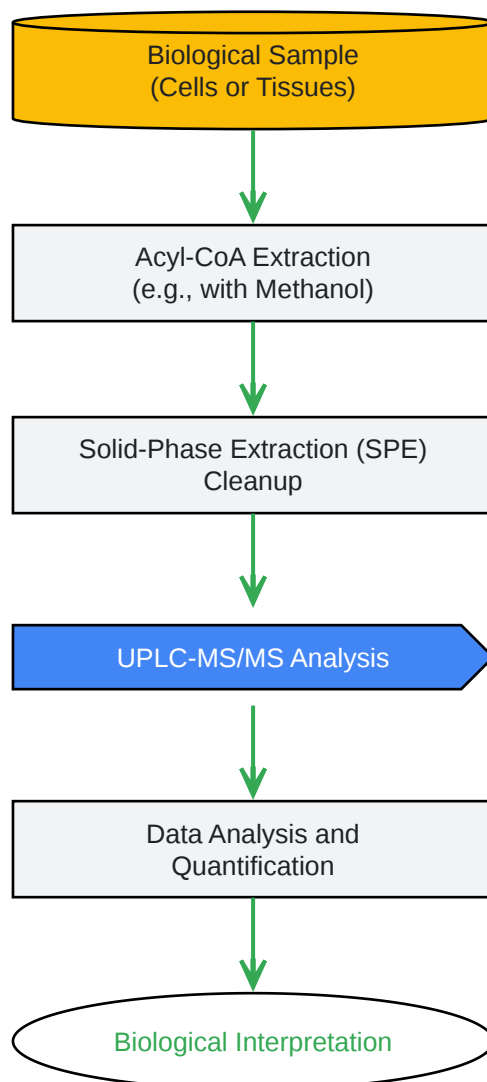 Biological Sample
(Cells or Tissues)
Acyl-CoA Extraction
(e.g., with Methanol)
Solid-Phase Extraction (SPE)
Cleanup
UPLC-MS/MS Analysis
Data Analysis and
Quantification
Biological Interpretation